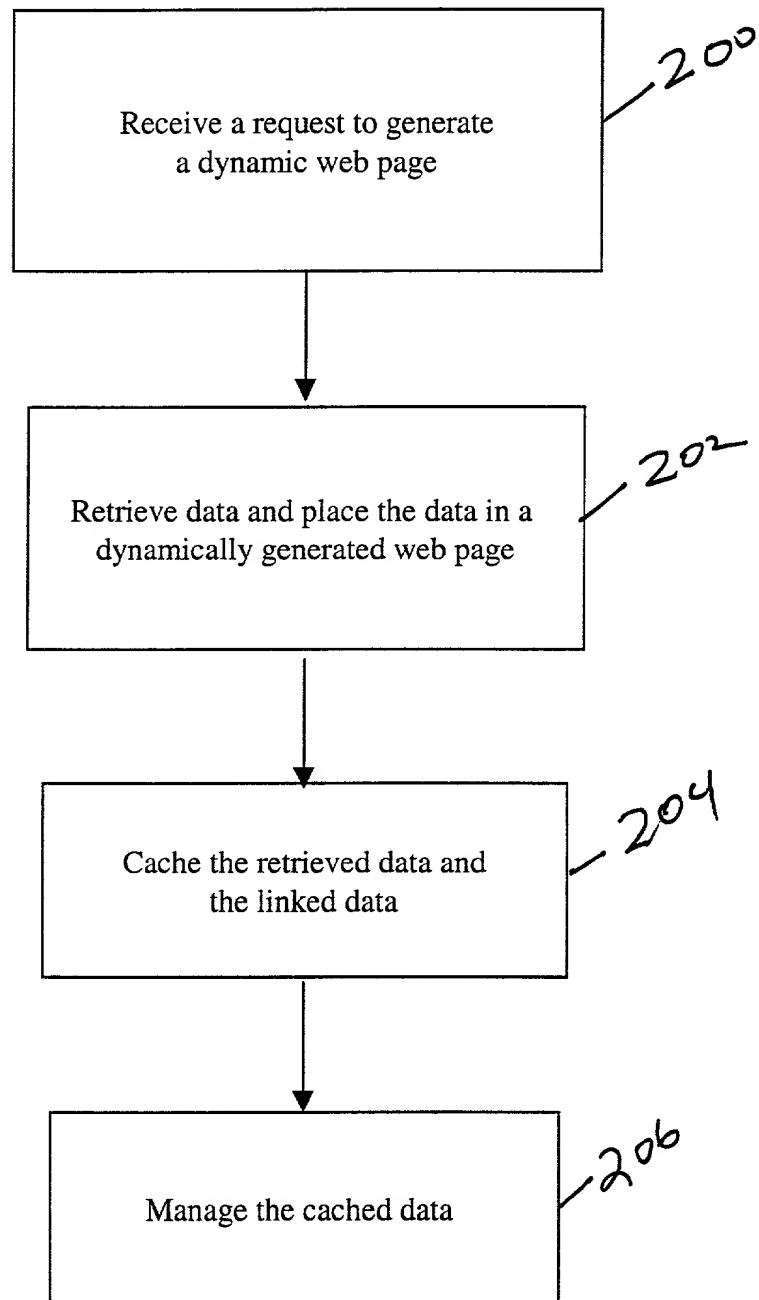 200
Receive a request to generate
a dynamic web page
202
Retrieve data and place the data in a
dynamically generated web page
204
Cache the retrieved data and
the linked data
206
Manage the cached data